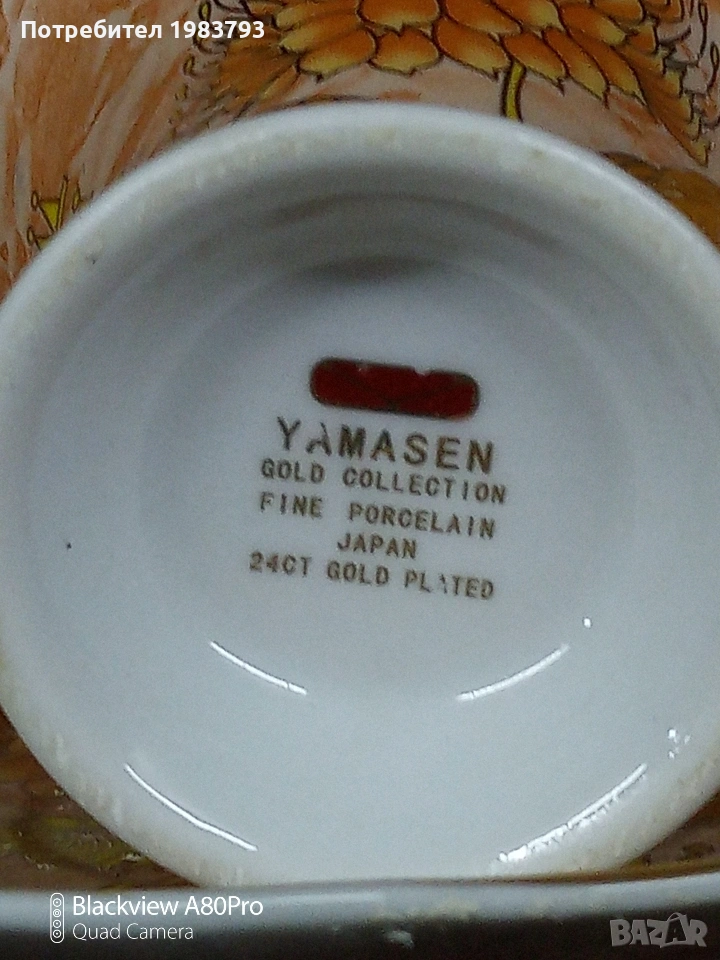 Потребител 1983793
YAMASEN
GOLD COLLECTION
FINE PORCELAIN
JAPAN
24CT GOLD PLATED
Blackview A80Pro
Quad Camera
BAZAR